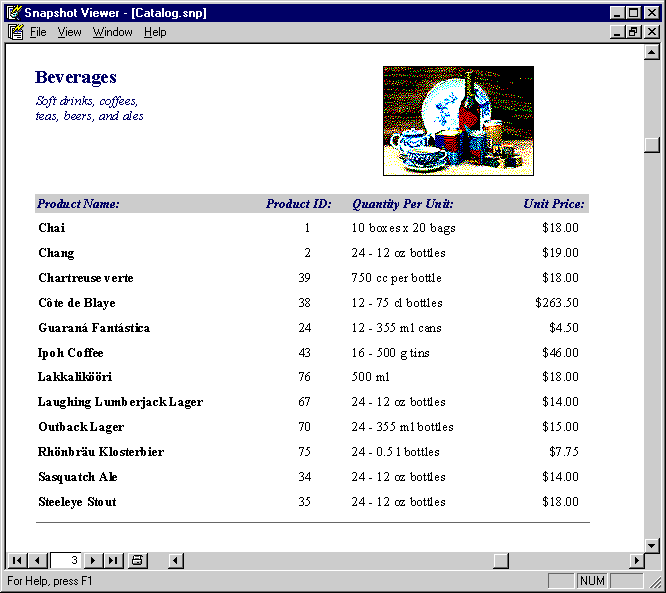 Snapshot Viewer - [Catalog.snp]
File View Window Help
Beverages
Soft drinks, coffees,
teas, beers, and ales
Product Name: Product ID: Quantity Per Unit: Unit Price:
Chai 1 10 boxes x 20 bags $18.00
Chang 2 24 - 12 oz bottles $19.00
Chartreuse verte 39 750 cc per bottle $18.00
Côte de Blaye 38 12 - 75 cl bottles $263.50
Guaraná Fantástica 24 12 - 355 ml cans $4.50
Ipoh Coffee 43 16 - 500 g tins $46.00
Lakkalikööri 76 500 ml $18.00
Laughing Lumberjack Lager 67 24 - 12 oz bottles $14.00
Outback Lager 70 24 - 355 ml bottles $15.00
Rhönbräu Klosterbier 75 24 - 0.5 l bottles $7.75
Sasquatch Ale 34 24 - 12 oz bottles $14.00
Steeleye Stout 35 24 - 12 oz bottles $18.00
3
For Help, press F1 NUM